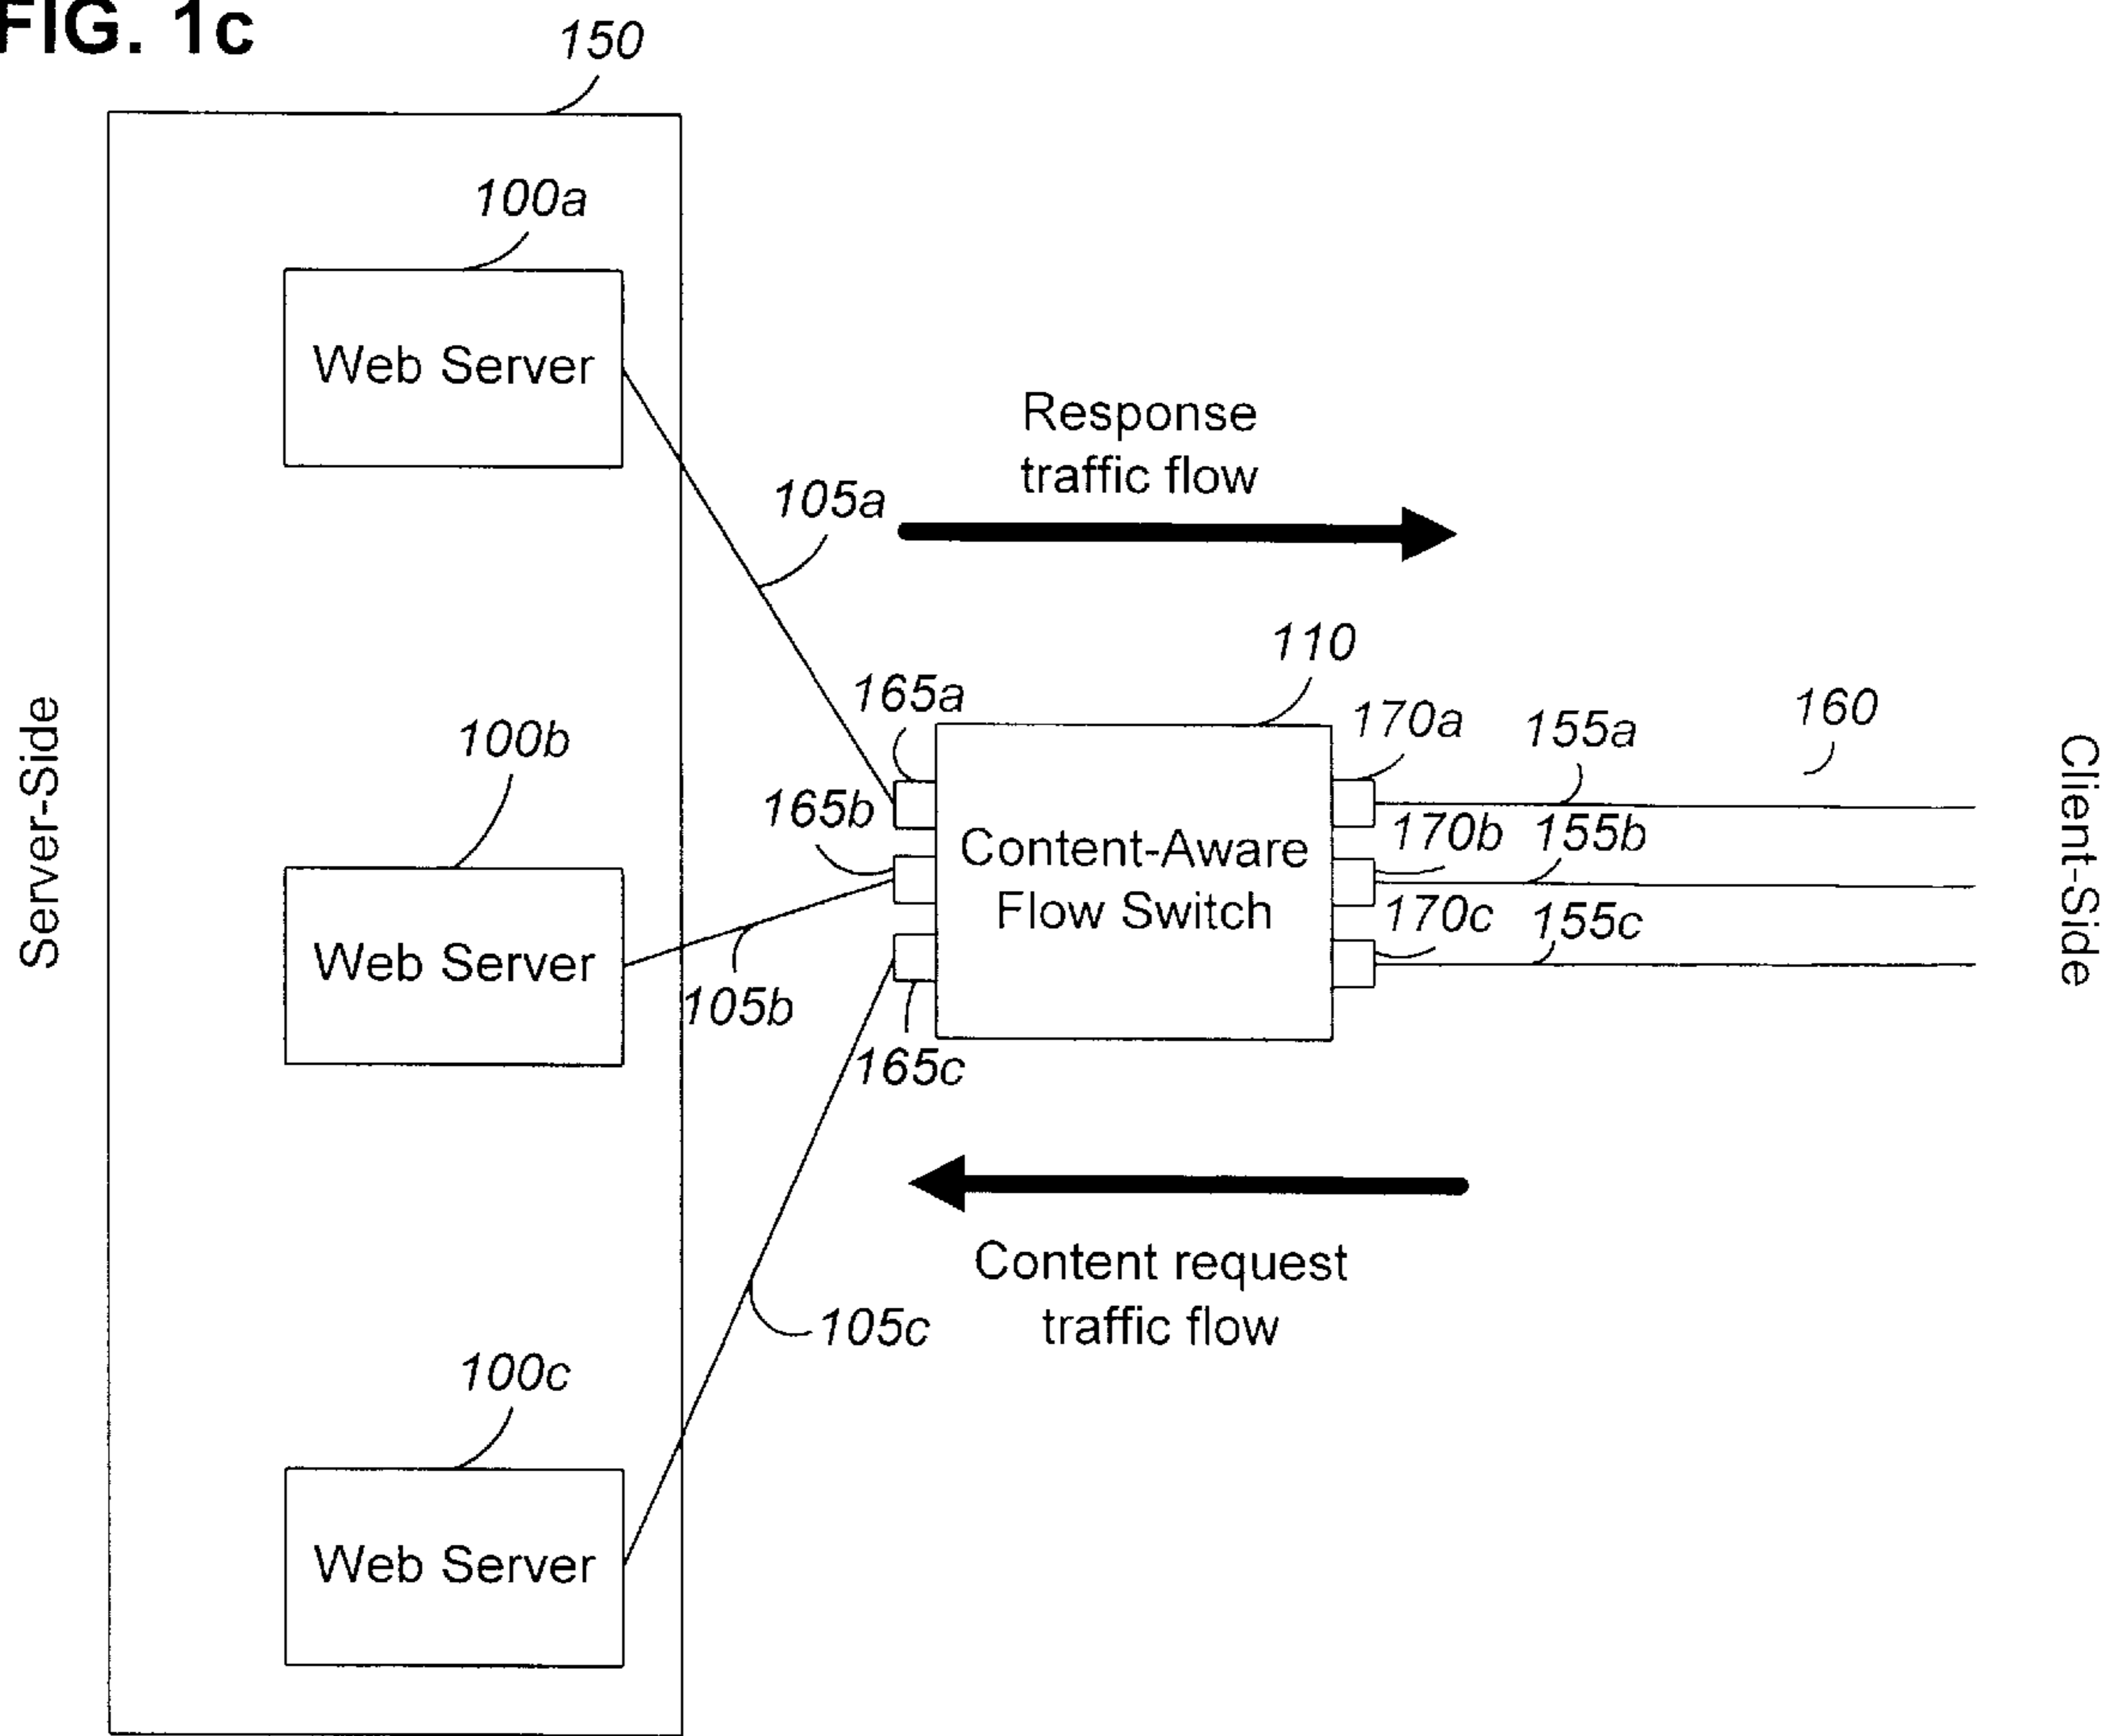 FIG. 1c
150
100a
Web Server
Response
traffic flow
105a
110
165a
170a
155a
160
Server-Side
Client-Side
100b
165b
Content-Aware
Flow Switch
170b
155b
170c
155c
Web Server
105b
165c
Content request
traffic flow
105c
100c
Web Server